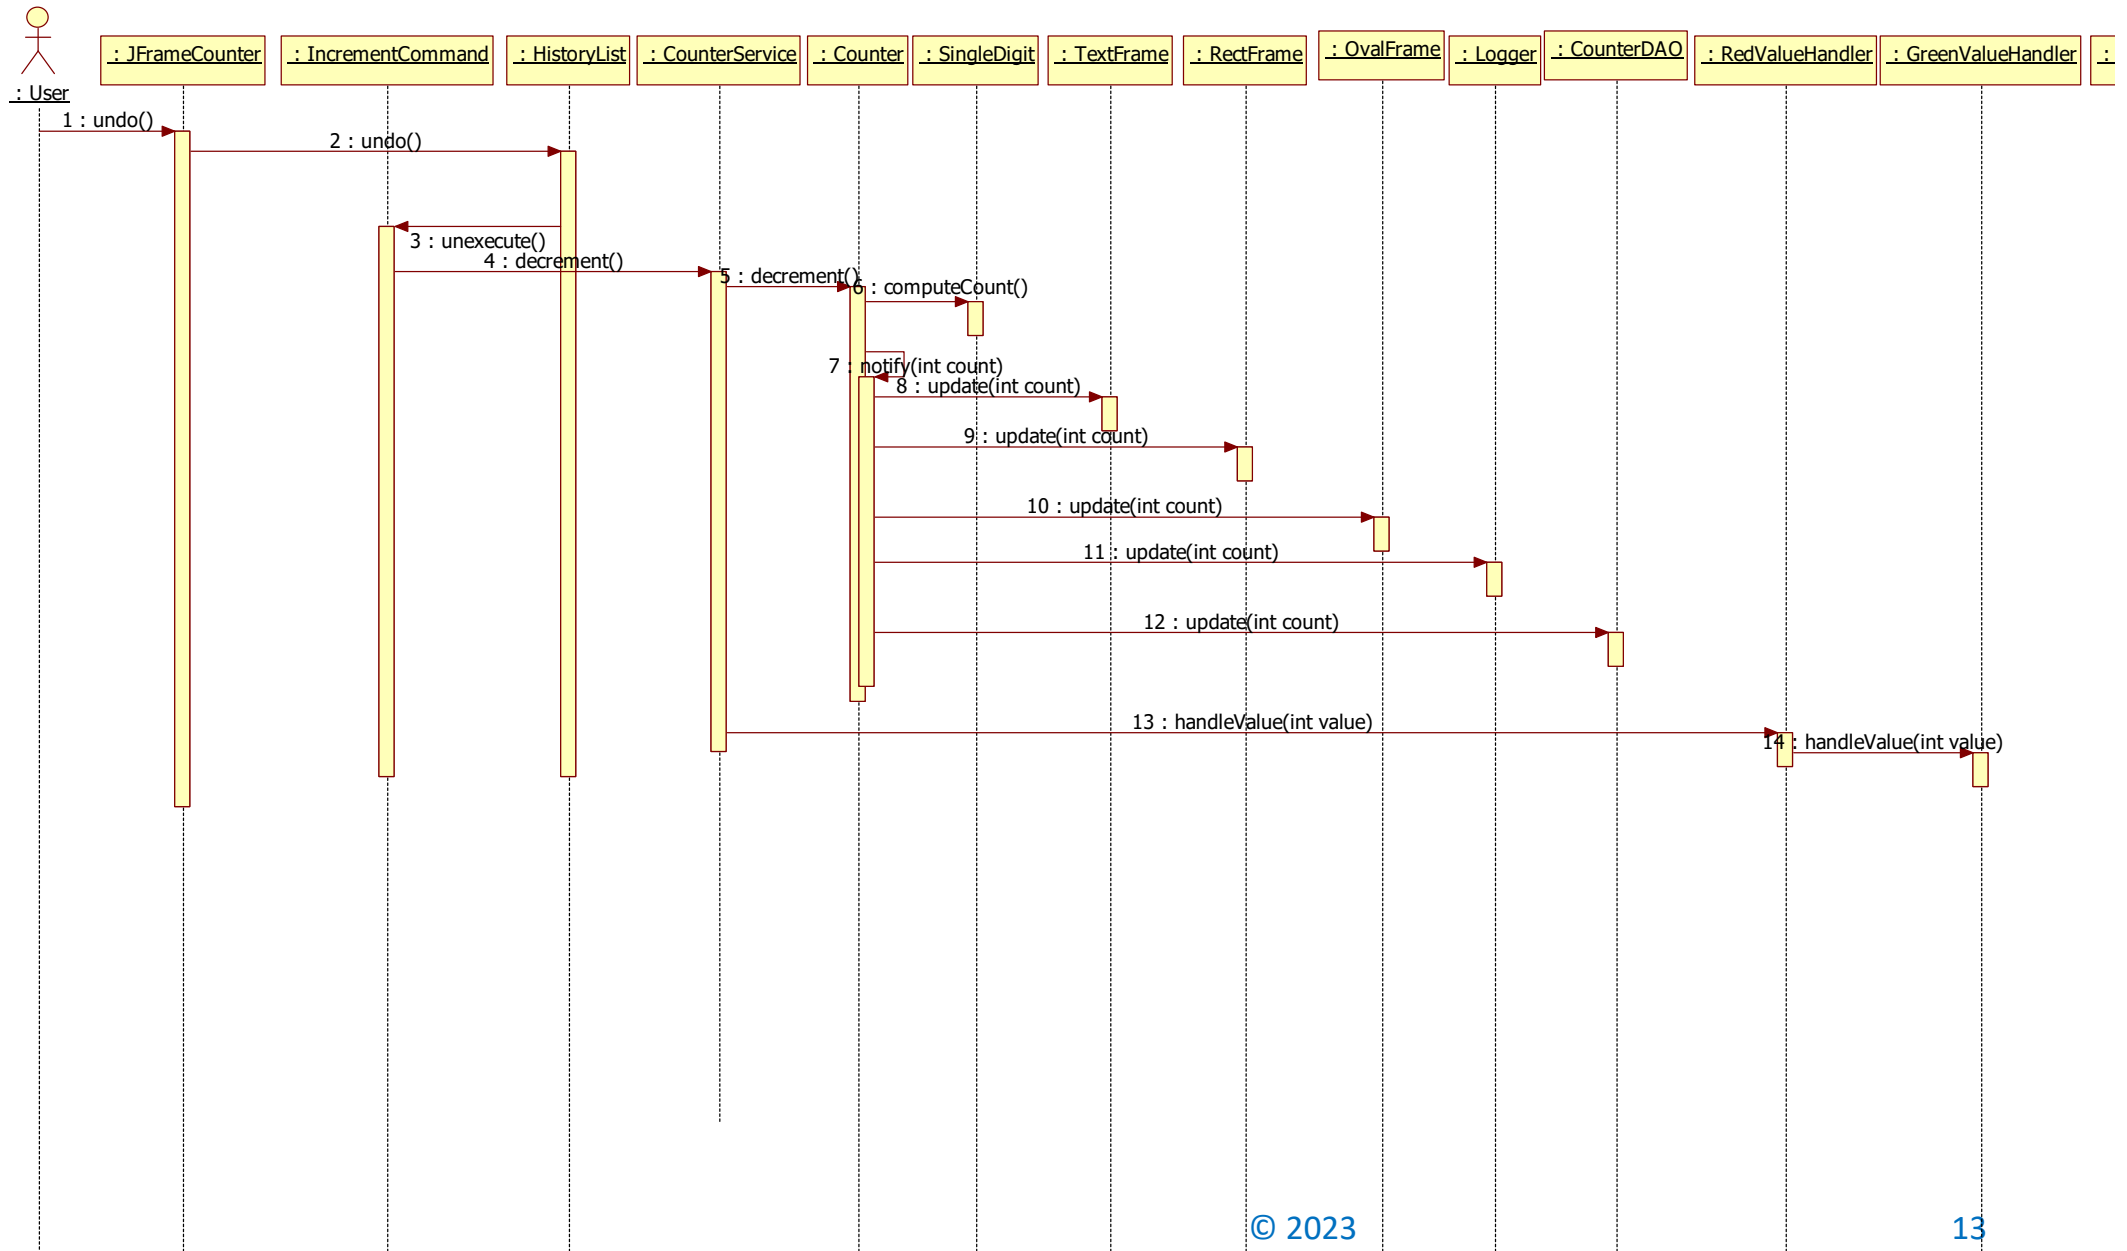 : User
: JFrameCounter
: IncrementCommand
: HistoryList
: CounterService
: Counter
: SingleDigit
: TextFrame
: RectFrame
: OvalFrame
: Logger
: CounterDAO
: RedValueHandler
: GreenValueHandler
:
1 : undo()
2 : undo()
3 : unexecute()
4 : decrement()
5 : decrement()
6 : computeCount()
7 : notify(int count)
8 : update(int count)
9 : update(int count)
10 : update(int count)
11 : update(int count)
12 : update(int count)
13 : handleValue(int value)
14 : handleValue(int value)
© 2023
13